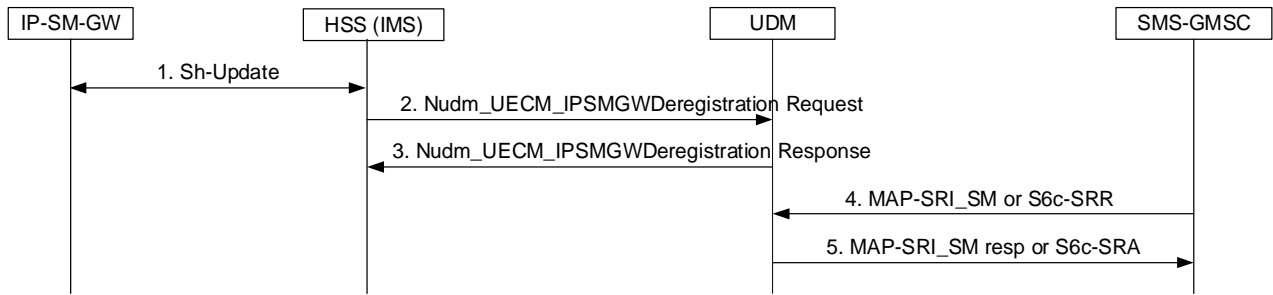 IP-SM-GW
HSS (IMS)
UDM
SMS-GMSC
1. Sh-Update
2. Nudm_UECM_IPSMGWDeregistration Request
3. Nudm_UECM_IPSMGWDeregistration Response
4. MAP-SRI_SM or S6c-SRR
5. MAP-SRI_SM resp or S6c-SRA